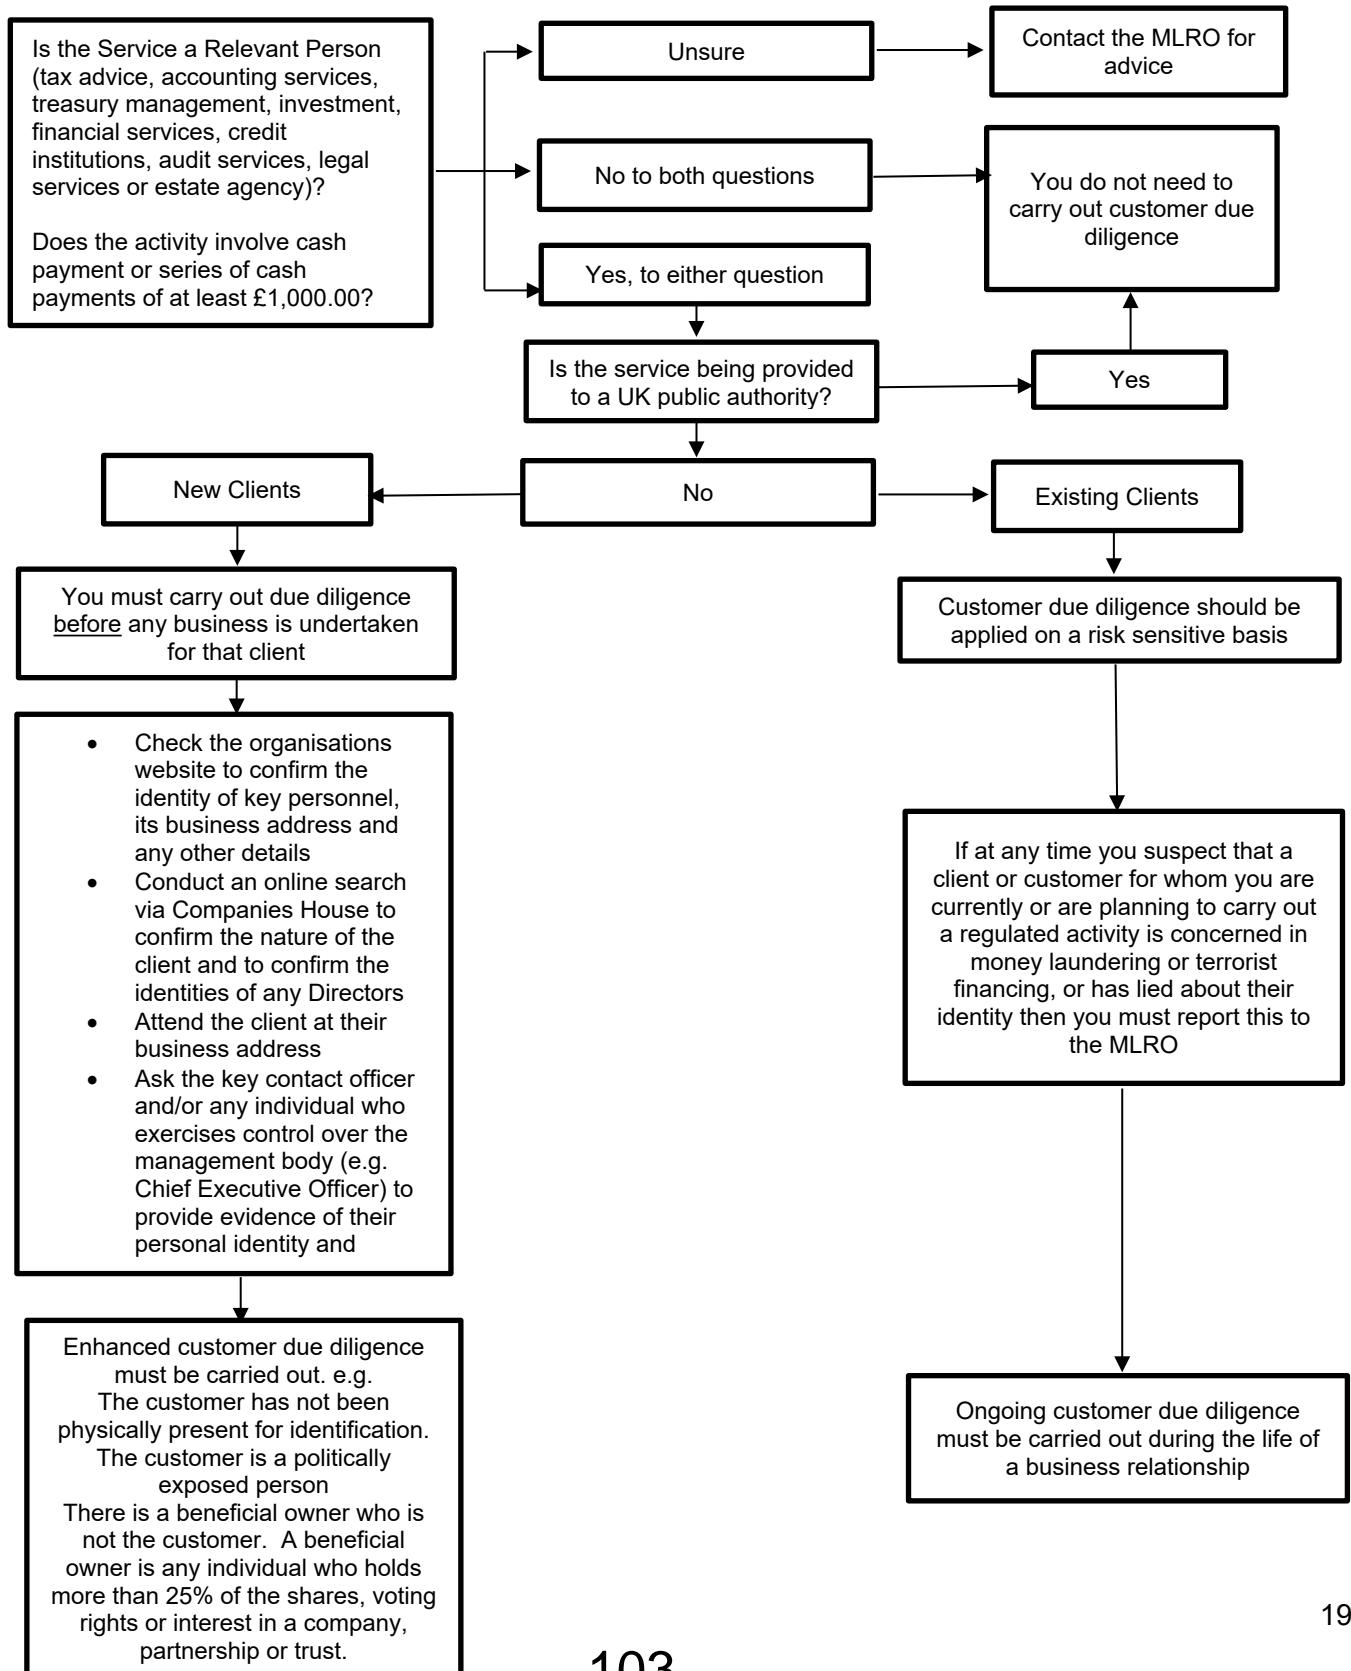 Is the Service a Relevant Person
(tax advice, accounting services,
treasury management, investment,
financial services, credit
institutions, audit services, legal
services or estate agency)?
Does the activity involve cash
payment or series of cash
payments of at least £1,000.00?
Unsure
Contact the MLRO for
advice
No to both questions
You do not need to
carry out customer due
diligence
Yes, to either question
Is the service being provided
to a UK public authority?
Yes
New Clients
No
Existing Clients
You must carry out due diligence
before any business is undertaken
for that client
Customer due diligence should be
applied on a risk sensitive basis
• Check the organisations
website to confirm the
identity of key personnel,
its business address and
any other details
• Conduct an online search
via Companies House to
confirm the nature of the
client and to confirm the
identities of any Directors
• Attend the client at their
business address
• Ask the key contact officer
and/or any individual who
exercises control over the
management body (e.g.
Chief Executive Officer) to
provide evidence of their
personal identity and
If at any time you suspect that a
client or customer for whom you are
currently or are planning to carry out
a regulated activity is concerned in
money laundering or terrorist
financing, or has lied about their
identity then you must report this to
the MLRO
Enhanced customer due diligence
must be carried out. e.g.
The customer has not been
physically present for identification.
The customer is a politically
exposed person
There is a beneficial owner who is
not the customer.  A beneficial
owner is any individual who holds
more than 25% of the shares, voting
rights or interest in a company,
partnership or trust.
Ongoing customer due diligence
must be carried out during the life of
a business relationship
19
103